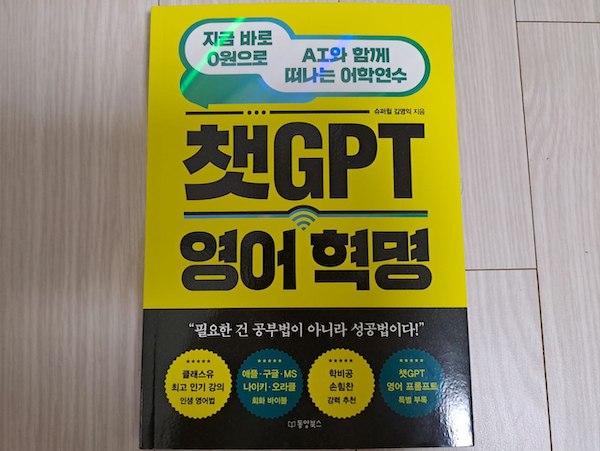 지금 바로
0원으로
AI와 함께
떠나는 어학연수
슈퍼윌 김영익 지음
챗GPT
영어 혁명
“필요한 건 공부법이 아니라 성공법이다!”
클래스유
최고 인기 강의
인생 영어법
애플·구글·MS
나이키·오라클
회화 바이블
학비공
손힘찬
강력 추천
챗GPT
영어 프롬프트
특별 부록
동양북스